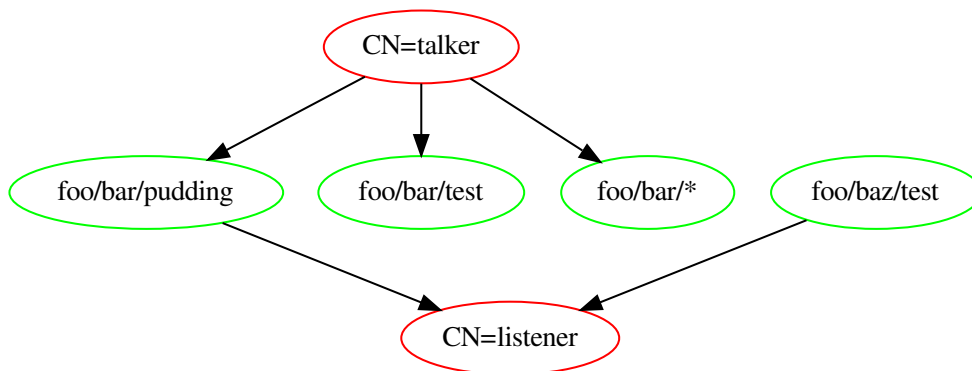 CN=talker
foo/bar/pudding
foo/bar/test
foo/bar/*
foo/baz/test
CN=listener